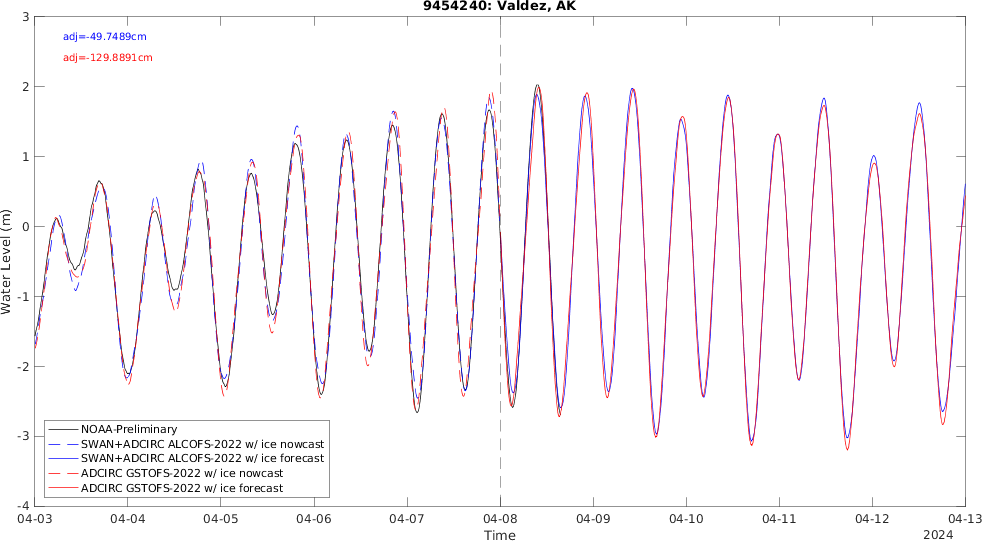 9454240: Valdez, AK
adj=-49.7489cm
adj=-129.8891cm
3
2
1
0
-1
-2
-3
-4
Water Level (m)
NOAA-Preliminary
SWAN+ADCIRC ALCOFS-2022 w/ ice nowcast
SWAN+ADCIRC ALCOFS-2022 w/ ice forecast
ADCIRC GSTOFS-2022 w/ ice nowcast
ADCIRC GSTOFS-2022 w/ ice forecast
04-03 04-04 04-05 04-06 04-07 04-08 04-09 04-10 04-11 04-12 04-13
Time
2024